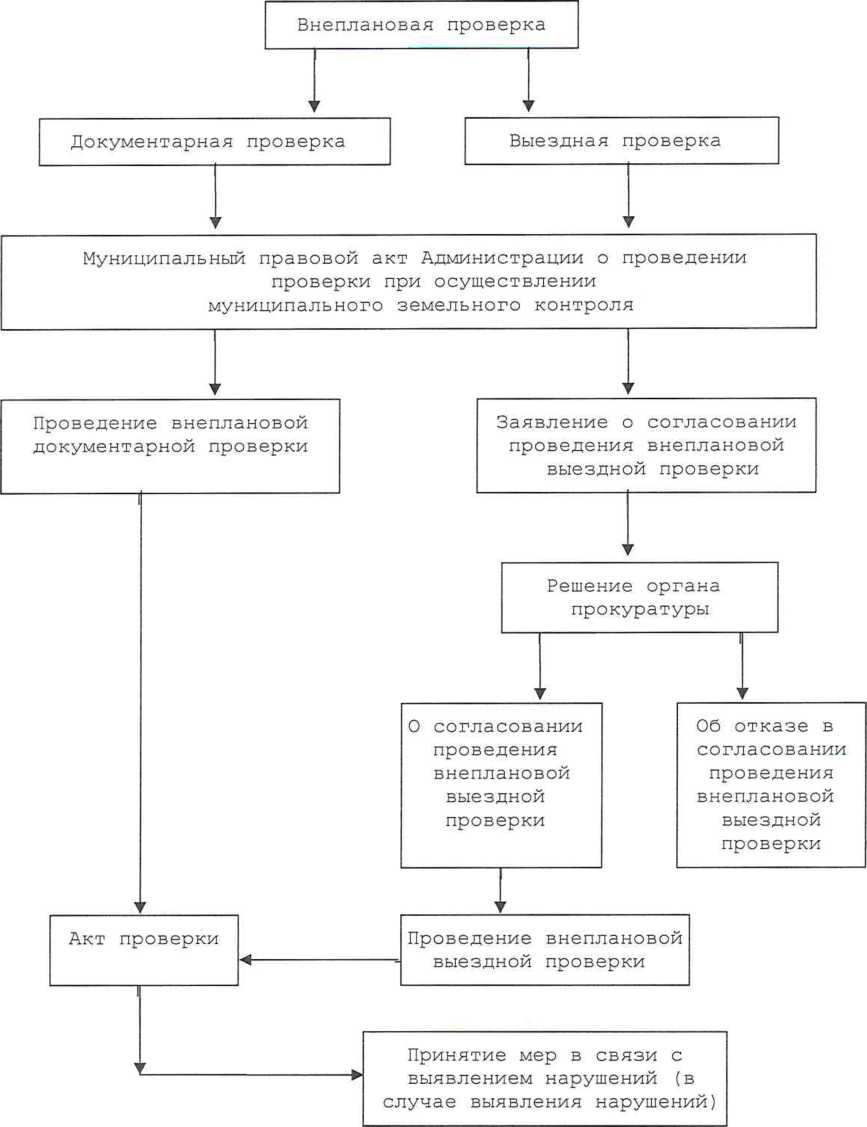 Внеплановая проверка
Документарная проверка
Выездная проверка
Муниципальный правовой акт Администрации о проведении
проверки при осуществлении
муниципального земельного контроля
Проведение внеплановой
документарной проверки
Заявление о согласовании
проведения внеплановой
выездной проверки
Решение органа
прокуратуры
О согласовании
проведения
внеплановой
выездной
проверки
Об отказе в
согласовании
проведения
внеплановой
выездной
проверки
Акт проверки
Проведение внеплановой
выездной проверки
Принятие мер в связи с
выявлением нарушений (в
случае выявления нарушений)